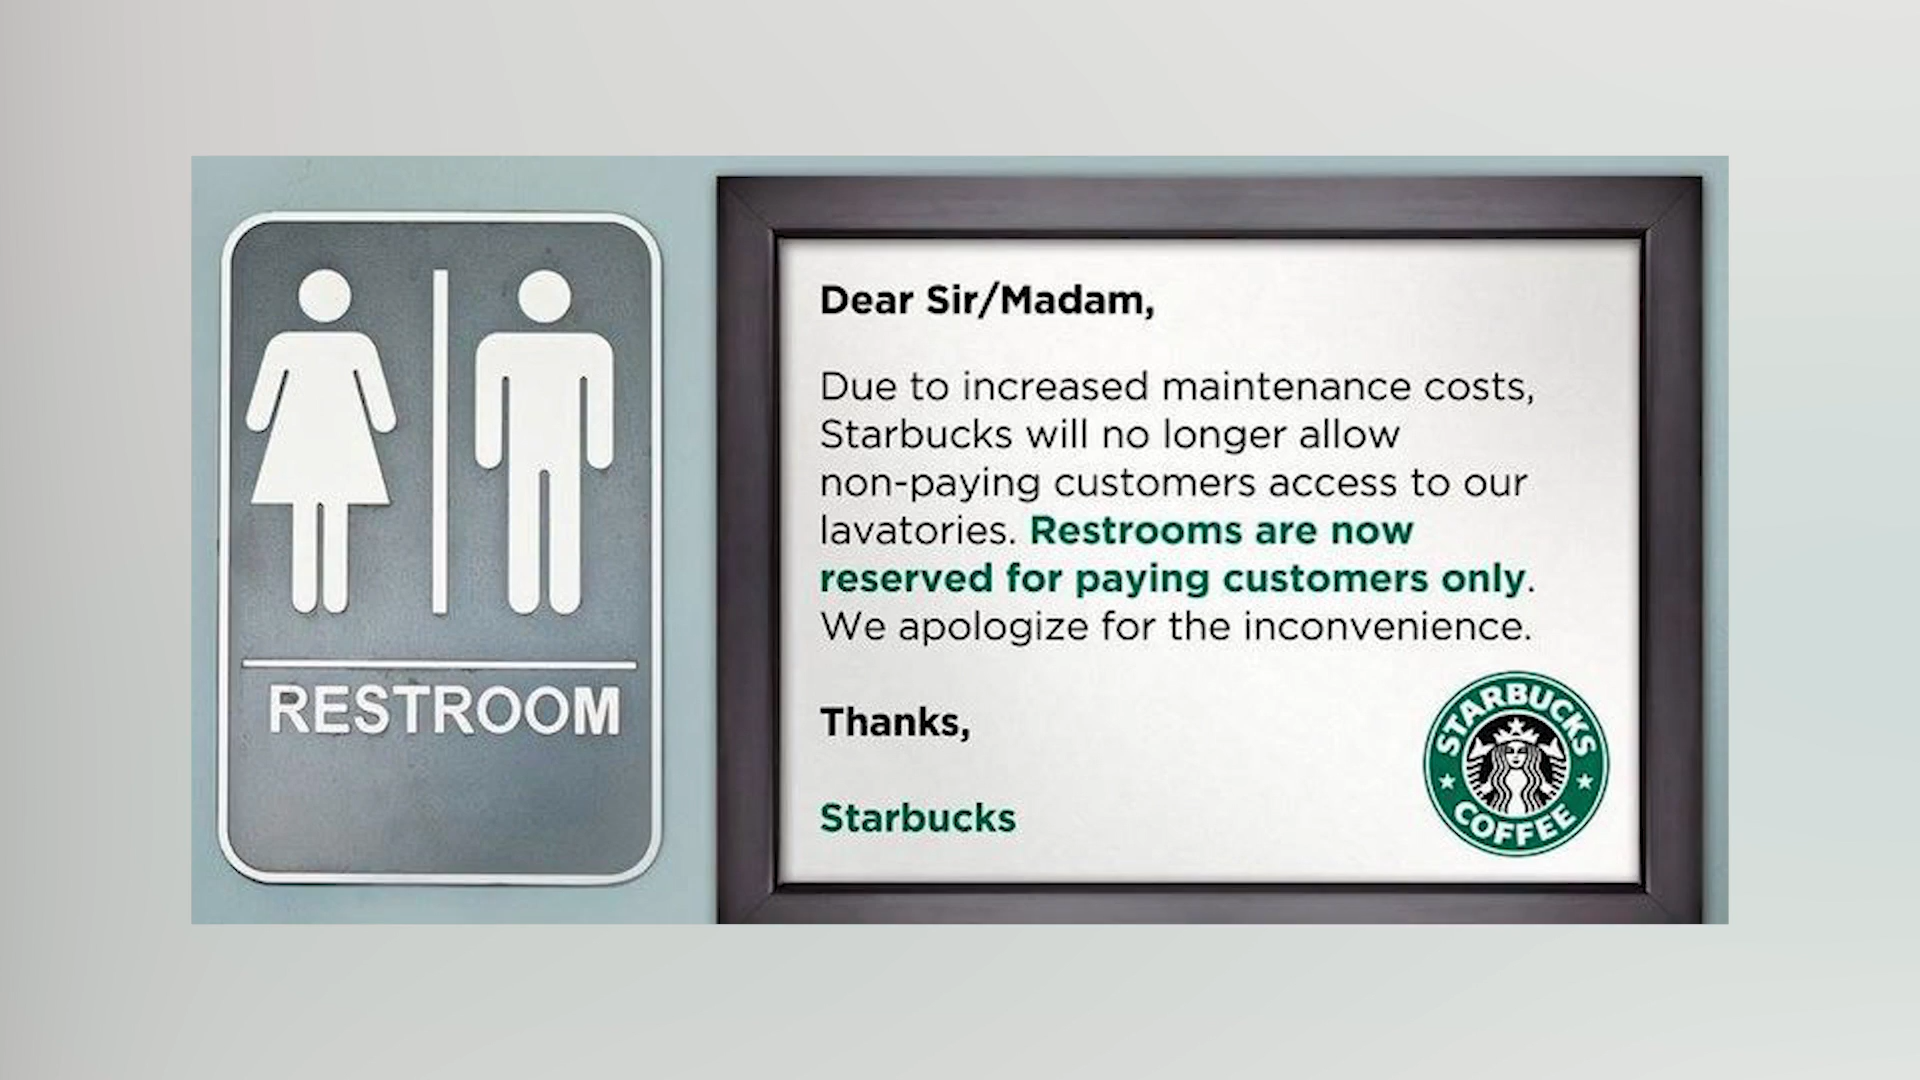 RESTROOM
Dear Sir/Madam,
Due to increased maintenance costs,
Starbucks will no longer allow
non-paying customers access to our
lavatories. Restrooms are now
reserved for paying customers only.
We apologize for the inconvenience.
Thanks,
Starbucks
STARBUCKS
COFFEE